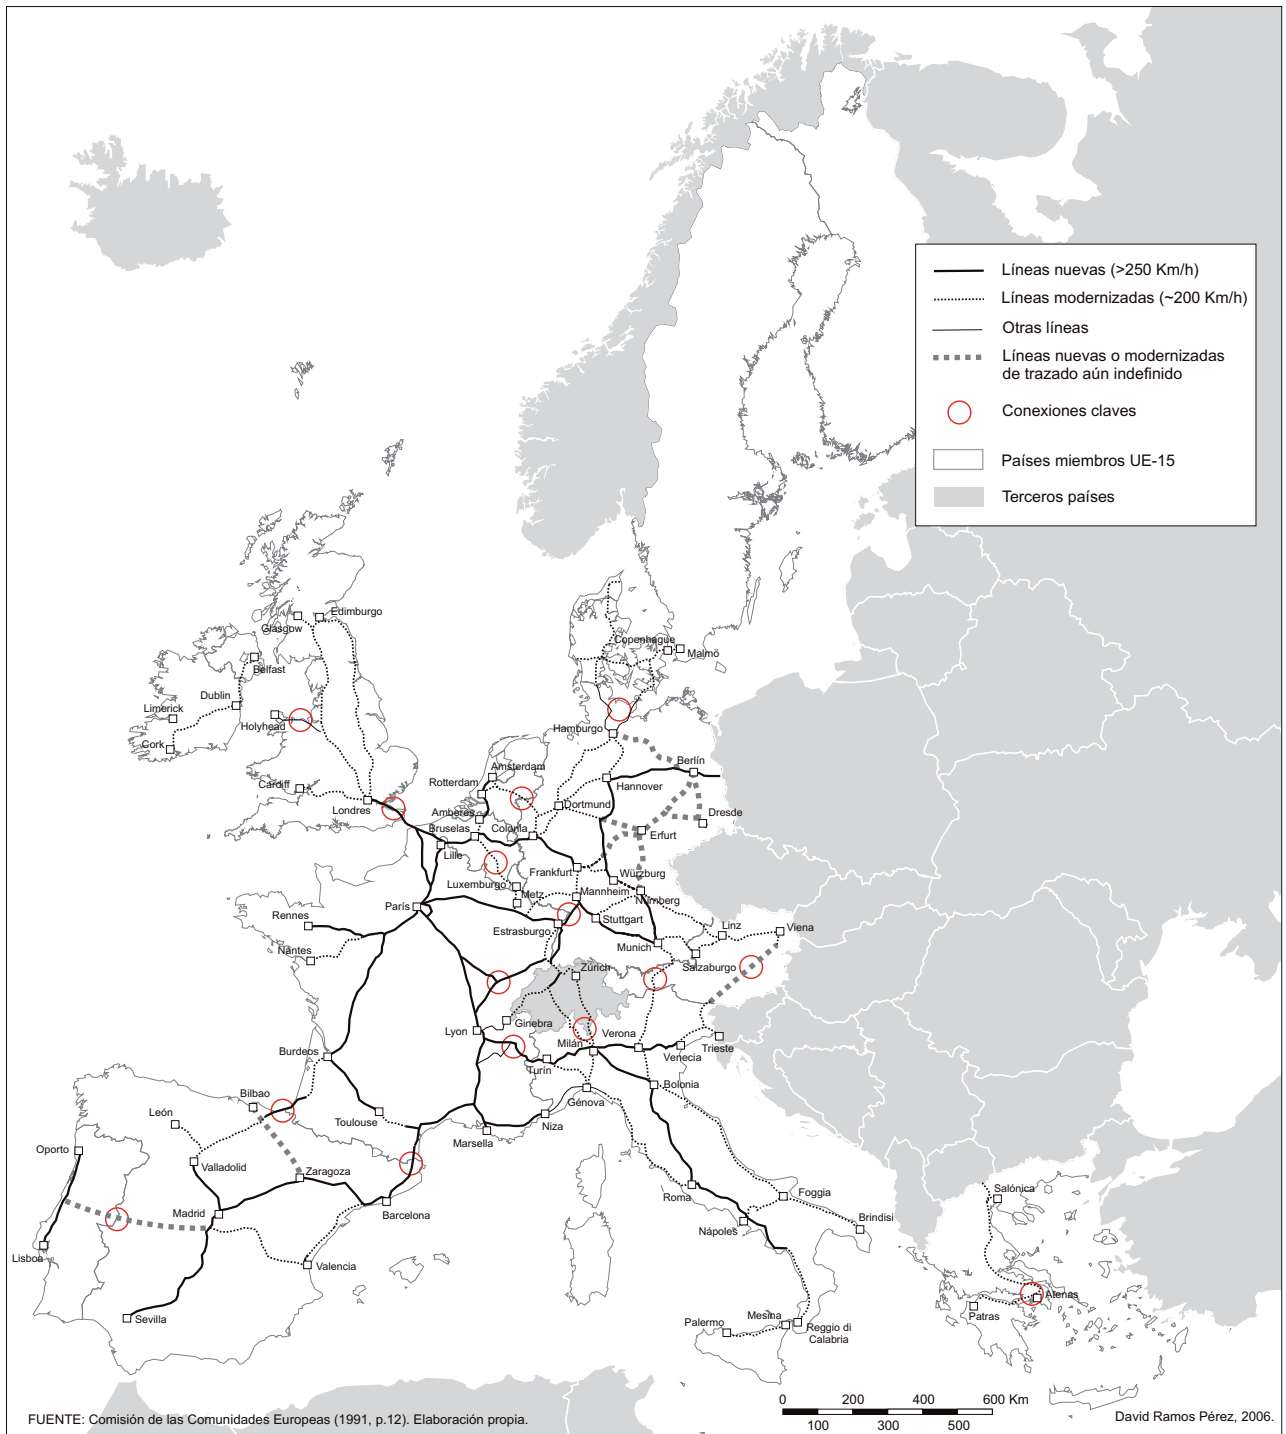 Líneas nuevas (>250 Km/h)
Líneas modernizadas (~200 Km/h)
Otras líneas
Líneas nuevas o modernizadas
de trazado aún indefinido
Conexiones claves
Países miembros UE-15
Terceros países
Edimburgo
Glasgow
Belfast
Dublin
Limerick
Cork
Holyhead
Cardiff
Londres
Copenhague
Malmö
Hamburgo
Berlín
Hannover
Amsterdam
Rotterdam
Amberes
Bruselas
Colonia
Dortmund
Dresde
Erfurt
Lille
Frankfurt
Würzburg
Luxemburgo
Metz
Mannheim
Nürnberg
París
Rennes
Nantes
Estrasburgo
Stuttgart
Munich
Linz
Viena
Salzaburgo
Zúrich
Ginebra
Lyon
Milán
Verona
Venecia
Trieste
Turín
Burdeos
Bolonia
Génova
Bilbao
León
Toulouse
Marsella
Niza
Oporto
Valladolid
Zaragoza
Madrid
Barcelona
Roma
Foggia
Brindisi
Nápoles
Salónica
Lisboa
Valencia
Sevilla
Atenas
Patras
Palermo
Mesina
Reggio di
Calabria
0 200 400 600 Km
100 300 500
FUENTE: Comisión de las Comunidades Europeas (1991, p.12). Elaboración propia.
David Ramos Pérez, 2006.